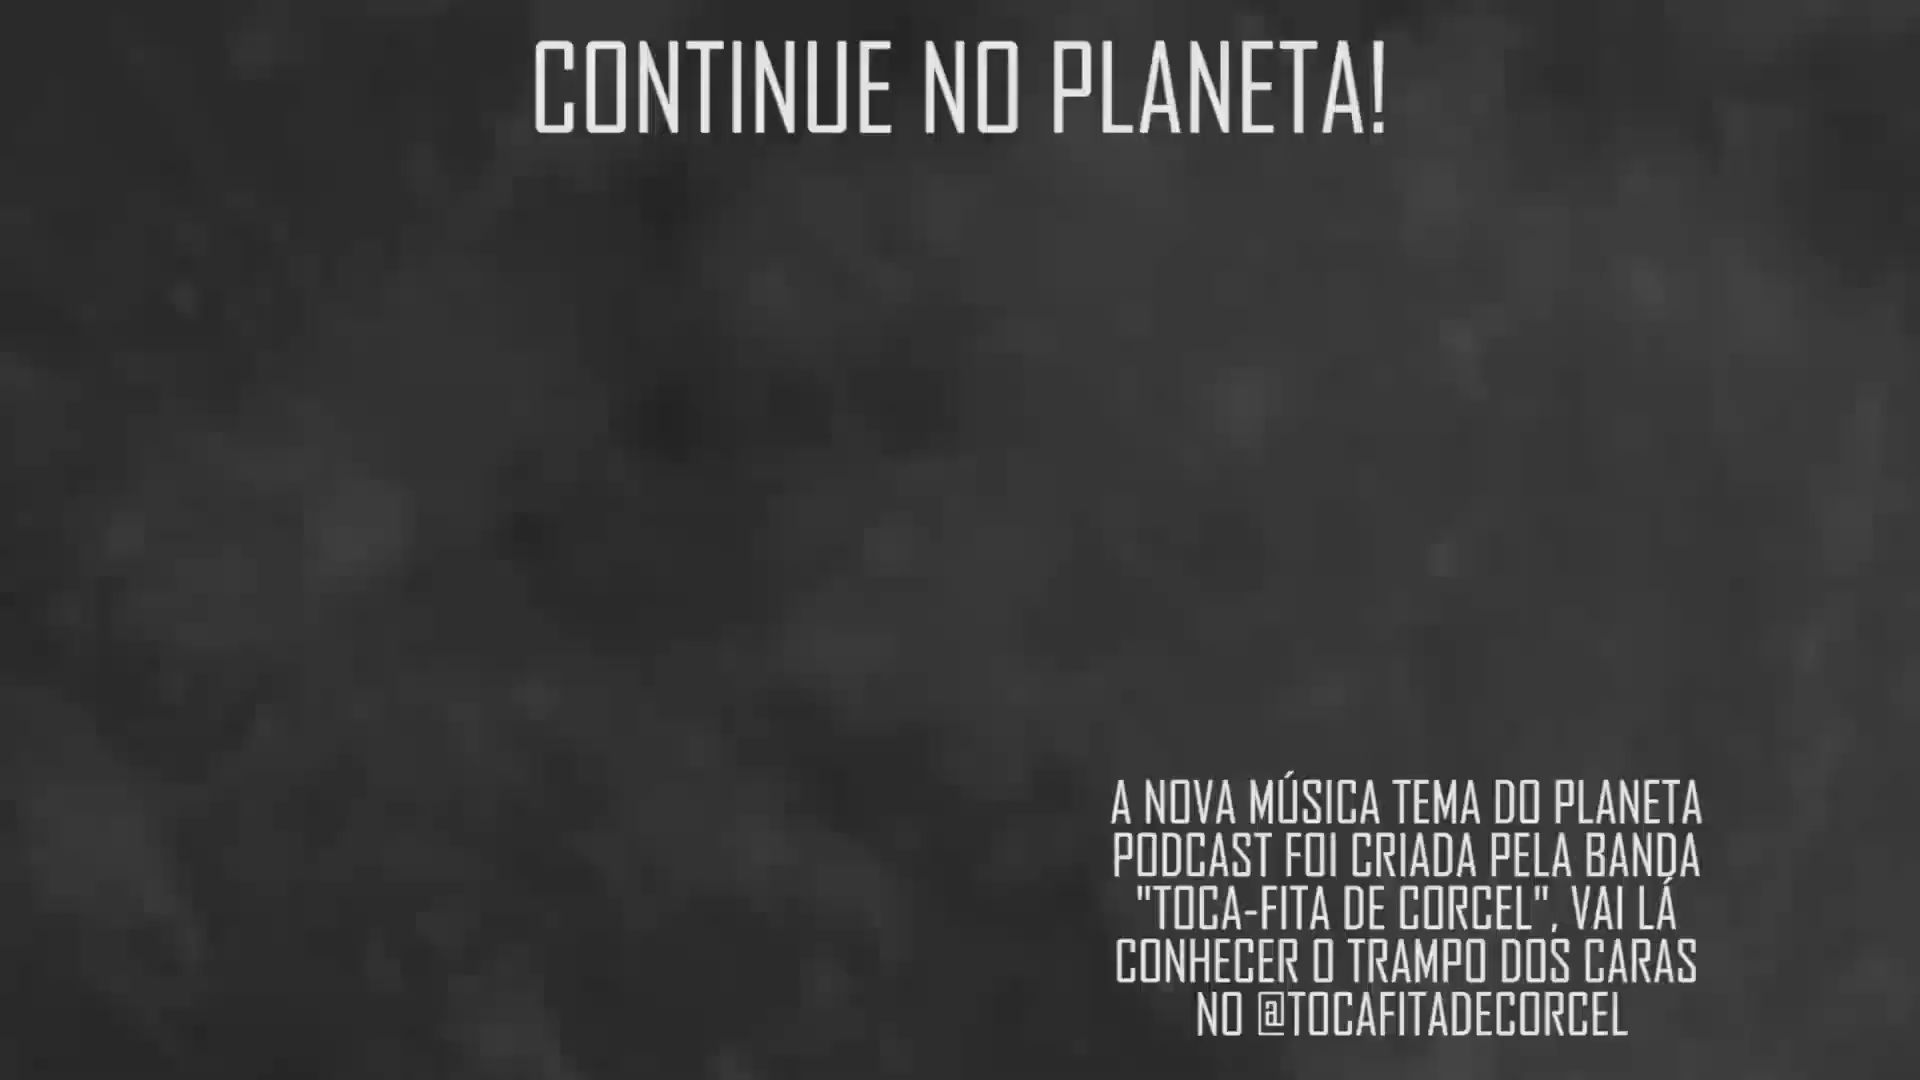 CONTINUE NO PLANETA!
A NOVA MÚSICA TEMA DO PLANETA
PODCAST FOI CRIADA PELA BANDA
"TOCA-FITA DE CORCEL", VAI LÁ
CONHECER O TRAMPO DOS CARAS
NO @TOCAFITADECORCEL